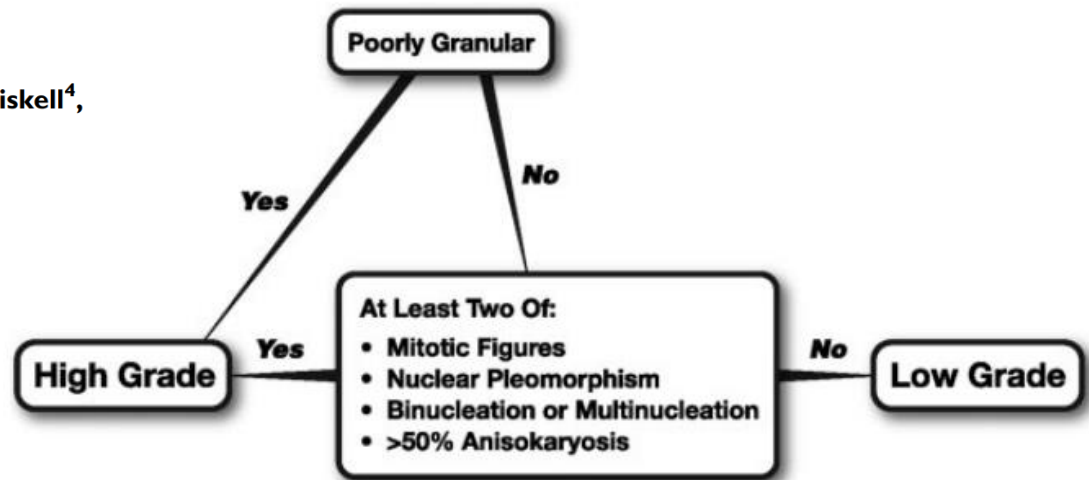 Poorly Granular
iskell4,
Yes
No
At Least Two Of:
• Mitotic Figures
• Nuclear Pleomorphism
• Binucleation or Multinucleation
• >50% Anisokaryosis
High Grade
Yes
No
Low Grade